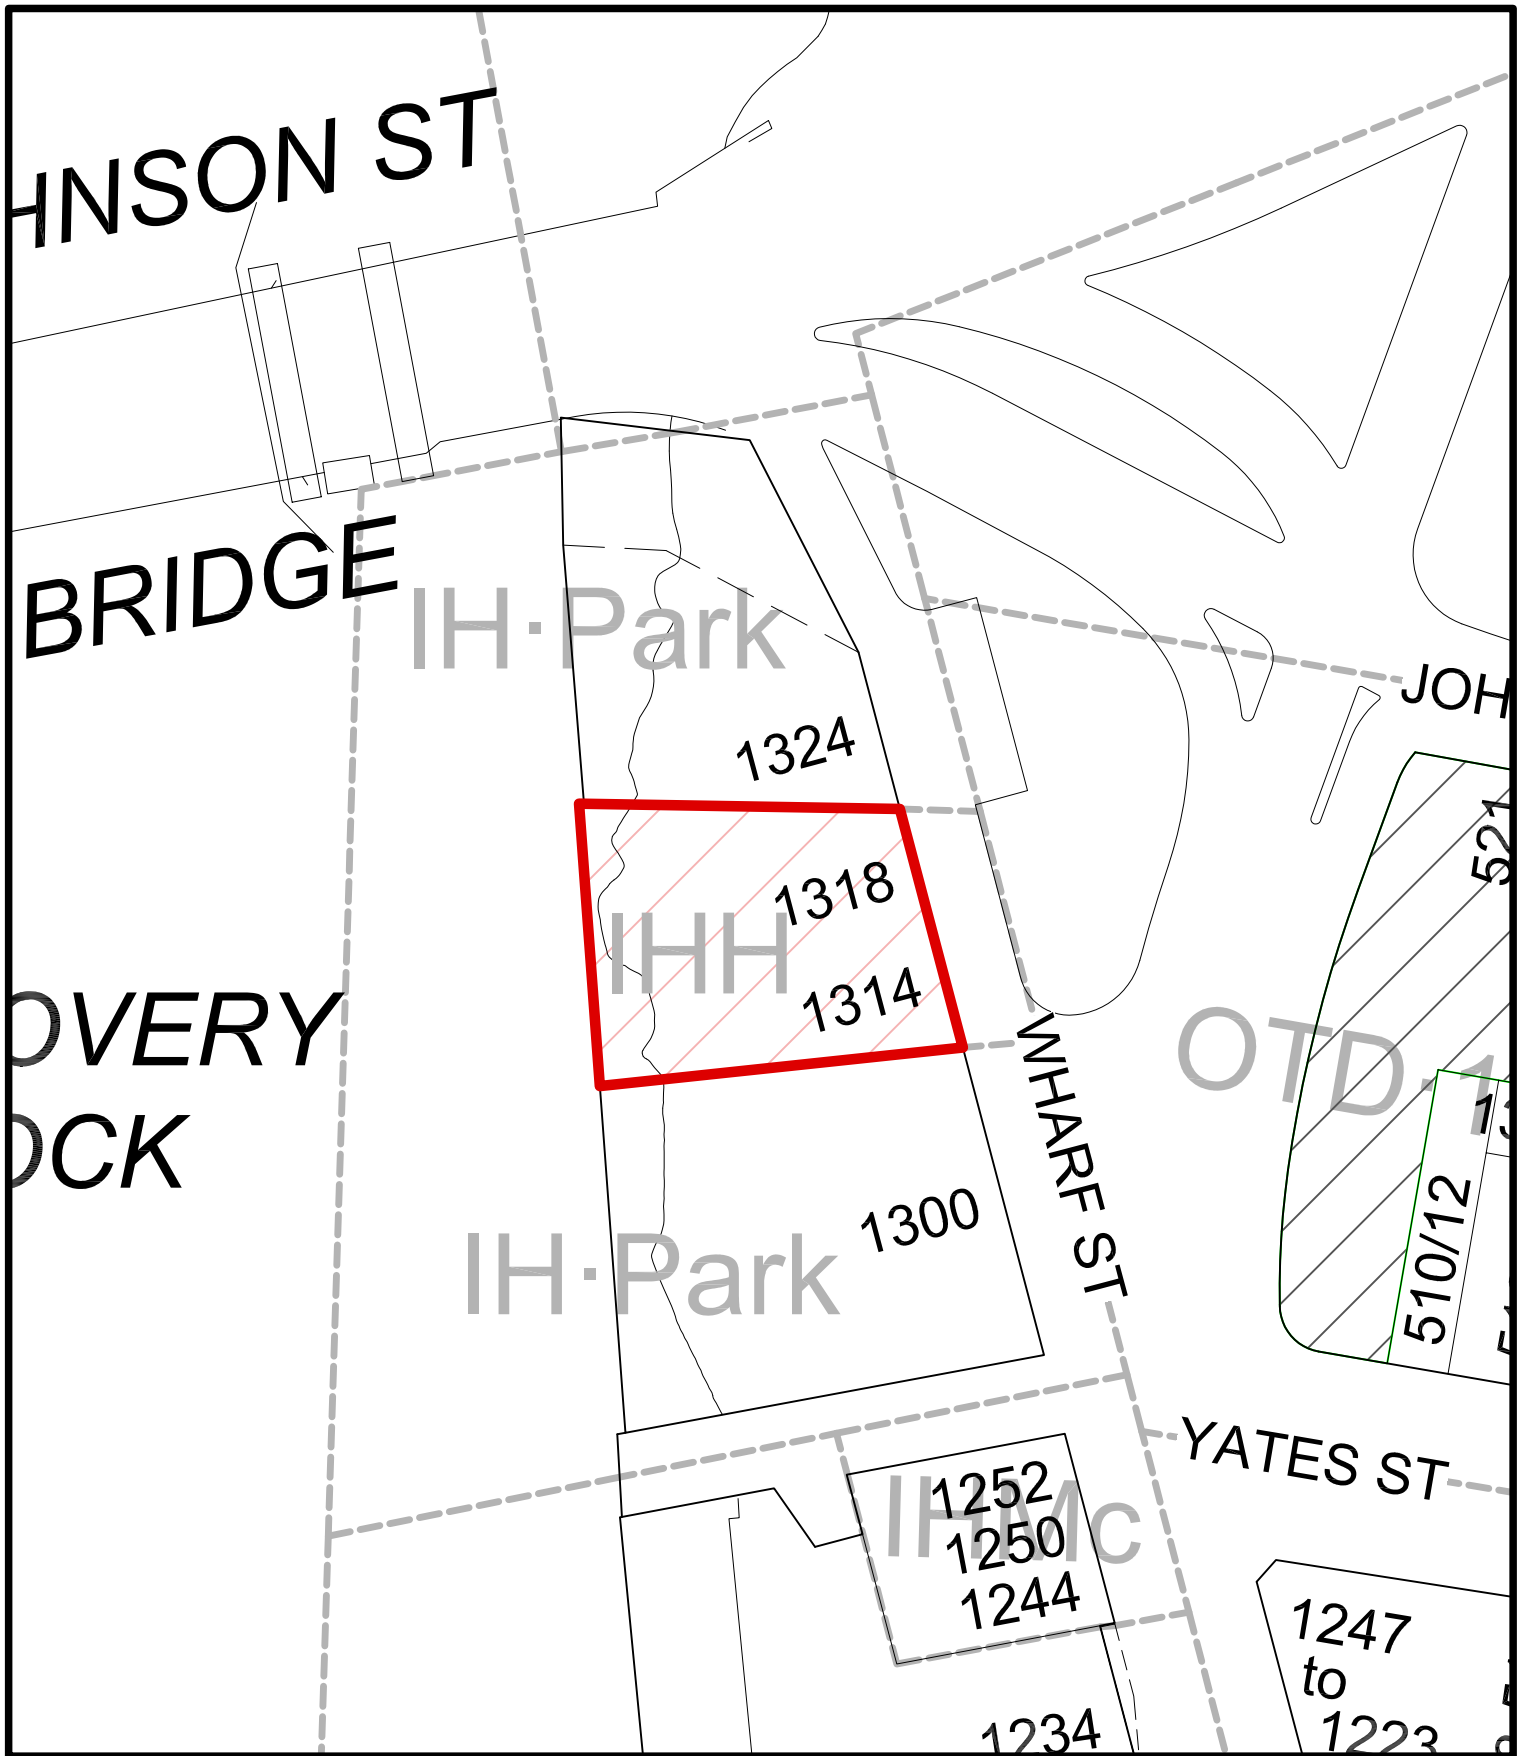 HNSON ST
BRIDGE
IH-Park
JOH
1324
521
1318
IHH
1314
OVERY
OCK
WHARF ST
OTD-1
510/12
1300
IH-Park
YATES ST
1252
IHMc
1250
1244
1247
to
1223
1234